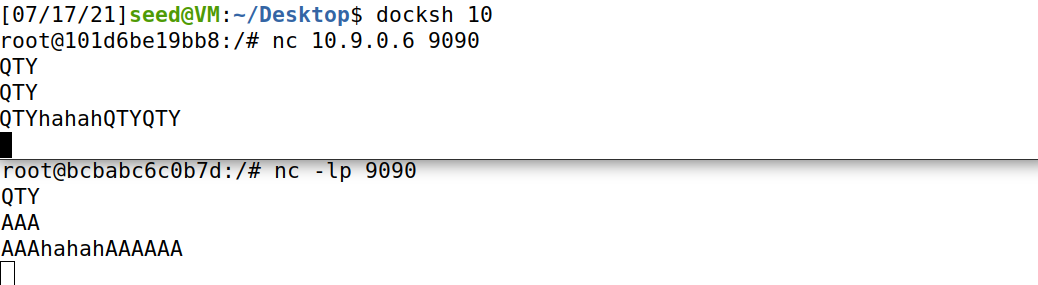 [07/17/21]seed@VM:~/Desktop$ docksh 10
root@101d6be19bb8:/# nc 10.9.0.6 9090
QTY
QTY
QTYhahahQTYQTY
root@bcbabc6c0b7d:/# nc -lp 9090
QTY
AAA
AAAhahahAAAAAA